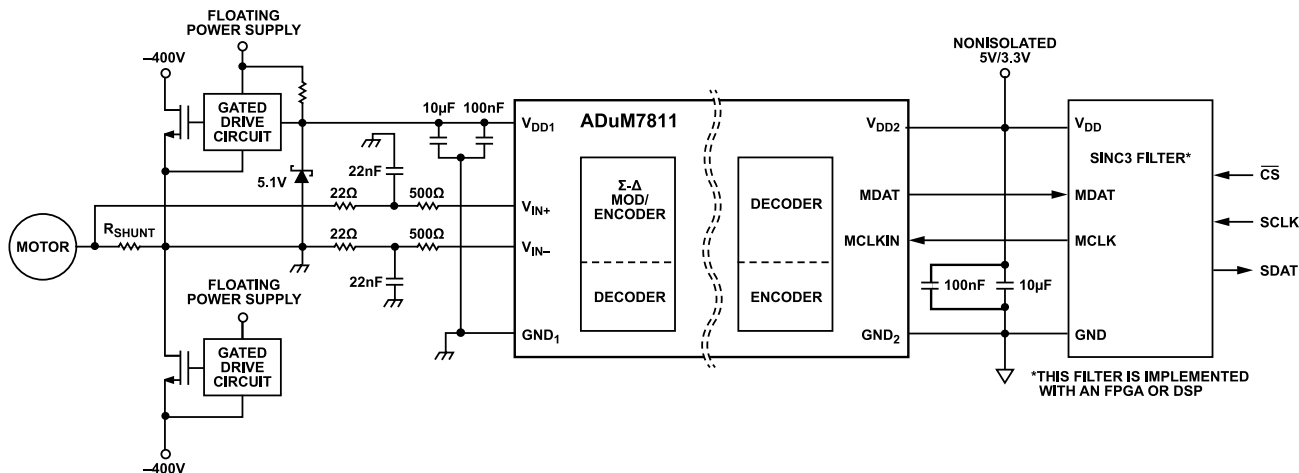 FLOATING
POWER SUPPLY
–400V
GATED
DRIVE
CIRCUIT
5.1V
10µF
100nF
22nF
22Ω
500Ω
RSHUNT
MOTOR
22Ω
500Ω
22nF
FLOATING
POWER SUPPLY
GATED
DRIVE
CIRCUIT
–400V
ADuM7811
VDD1
VIN+
VIN–
GND1
Σ-Δ
MOD/
ENCODER
DECODER
DECODER
ENCODER
VDD2
MDAT
MCLKIN
GND2
NONISOLATED
5V/3.3V
100nF
10µF
VDD
SINC3 FILTER*
MDAT
MCLK
GND
CS
SCLK
SDAT
*THIS FILTER IS IMPLEMENTED
WITH AN FPGA OR DSP